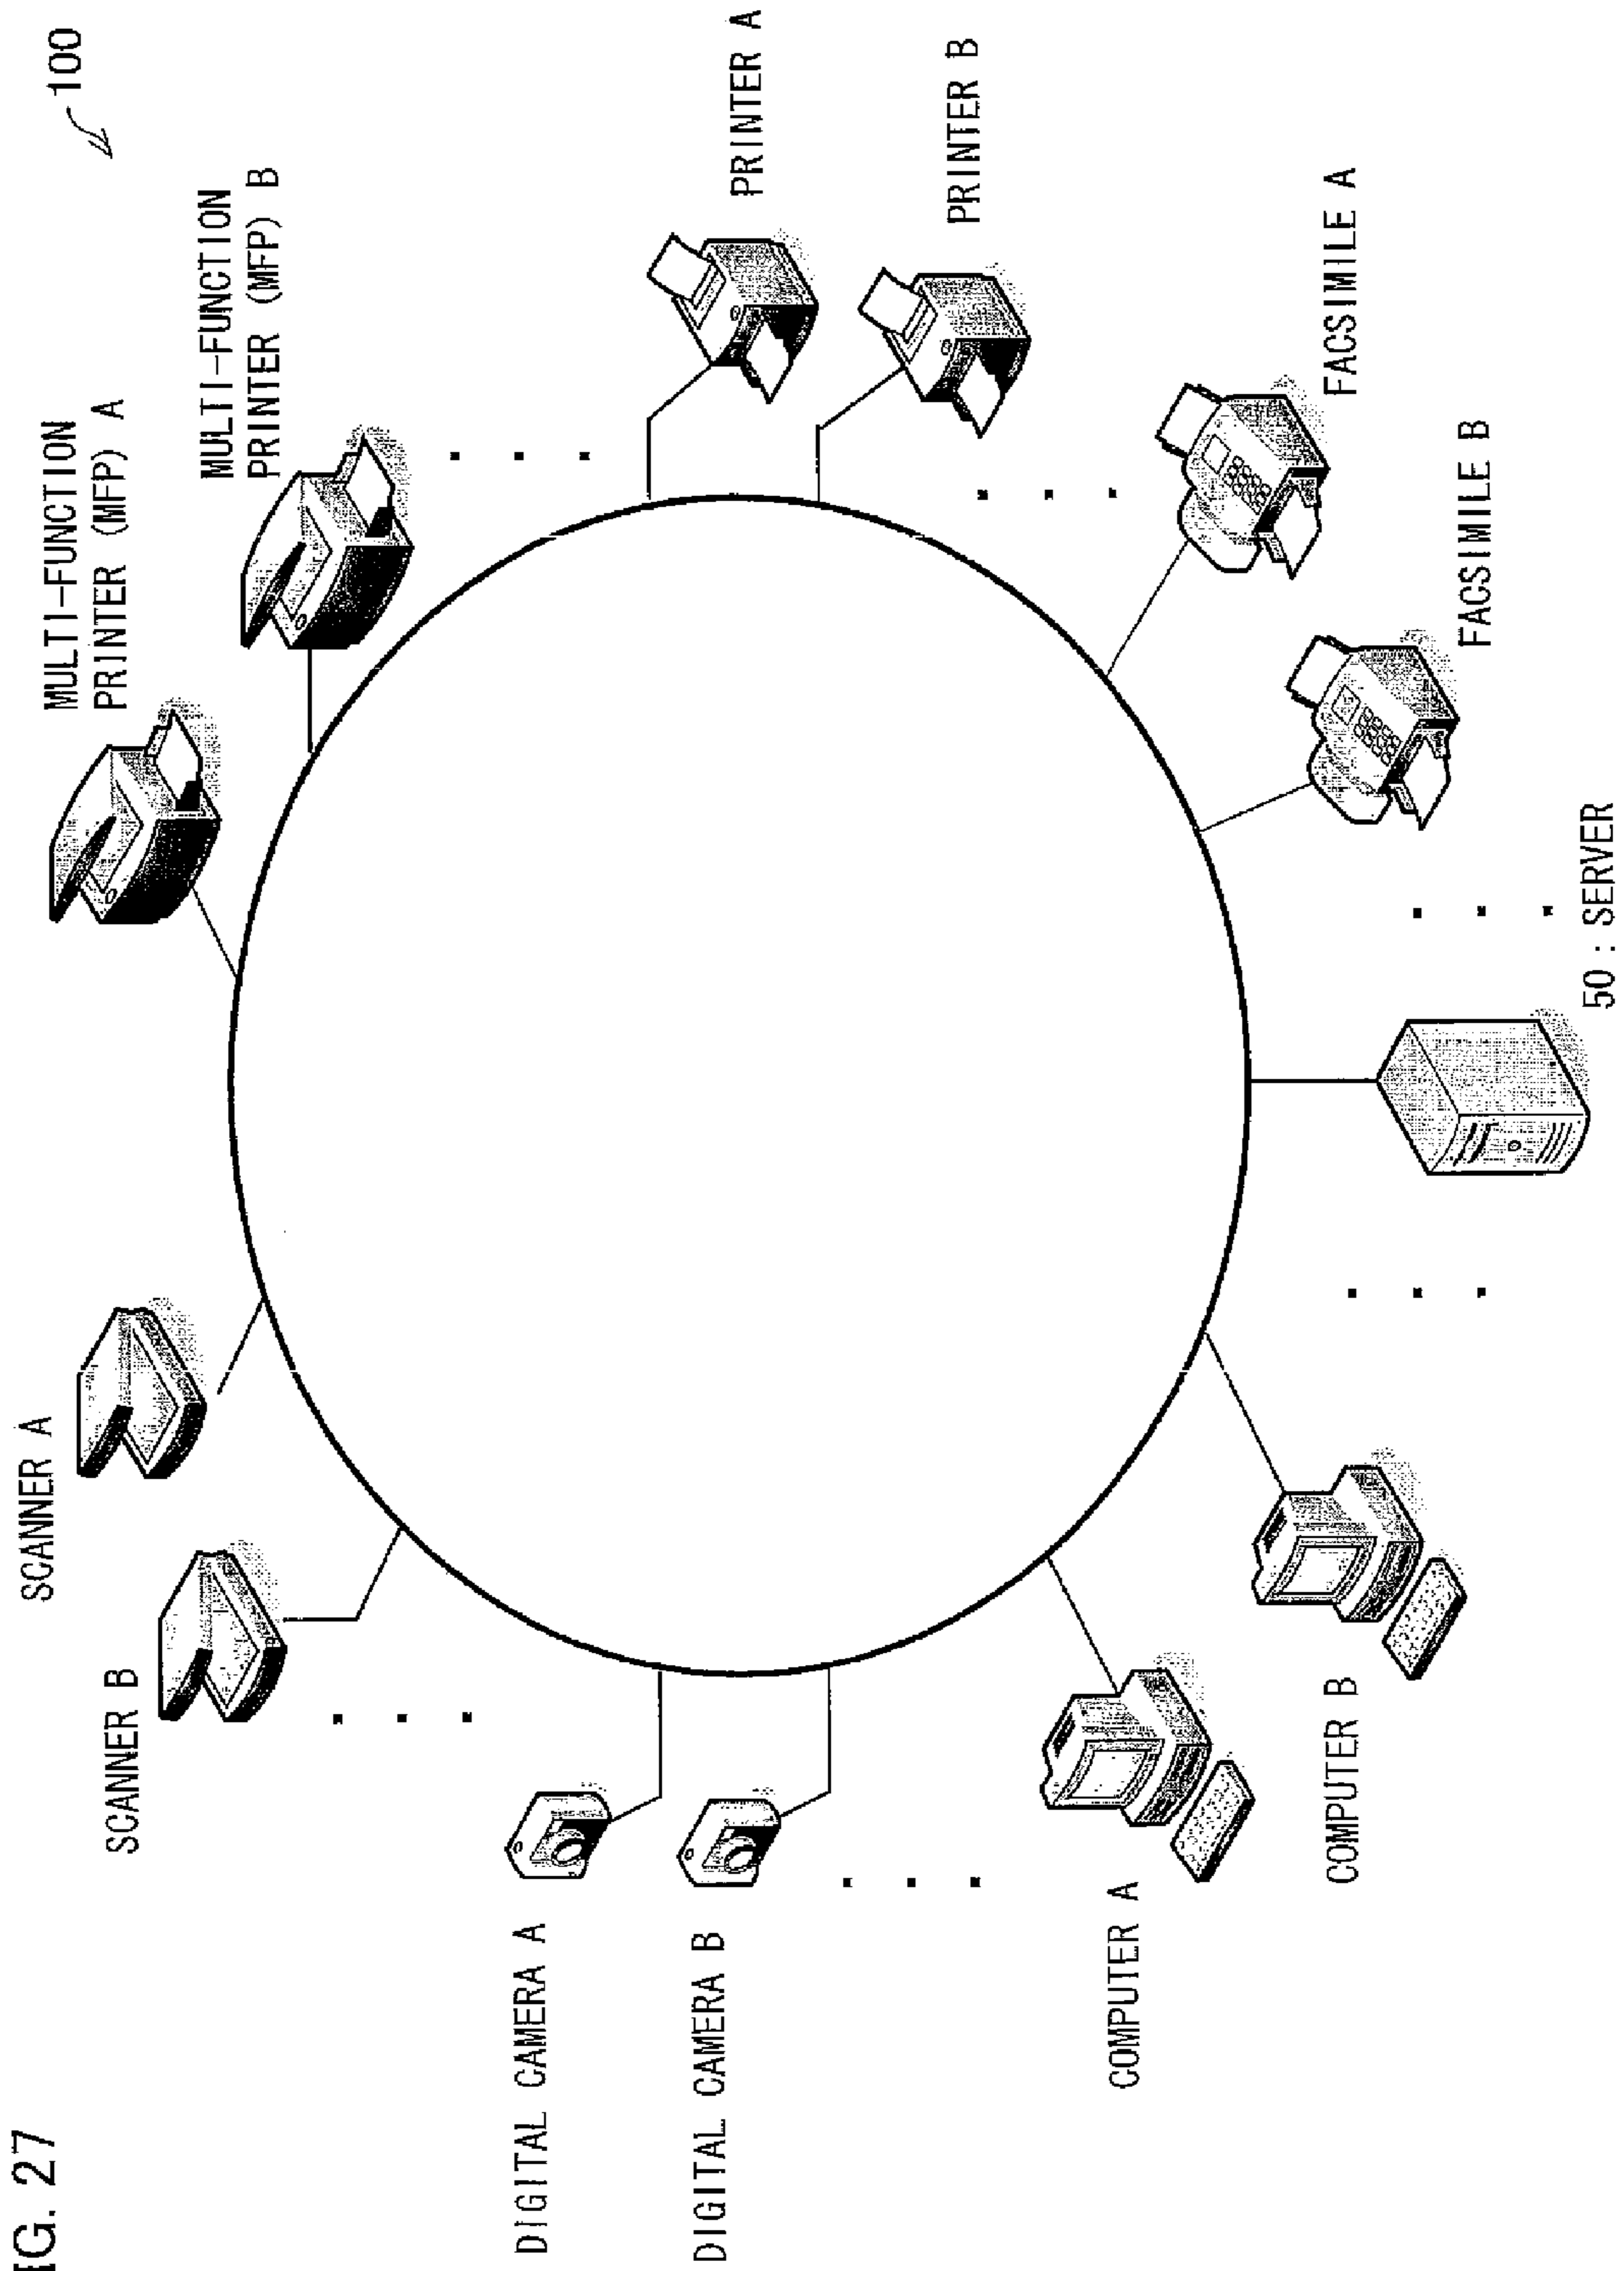 IG. 27
100
SCANNER A
SCANNER B
MULTI-FUNCTION
PRINTER (MFP) A
MULTI-FUNCTION
PRINTER (MFP) B
DIGITAL CAMERA A
DIGITAL CAMERA B
PRINTER A
PRINTER B
COMPUTER A
COMPUTER B
FACSIMILE A
FACSIMILE B
50 : SERVER